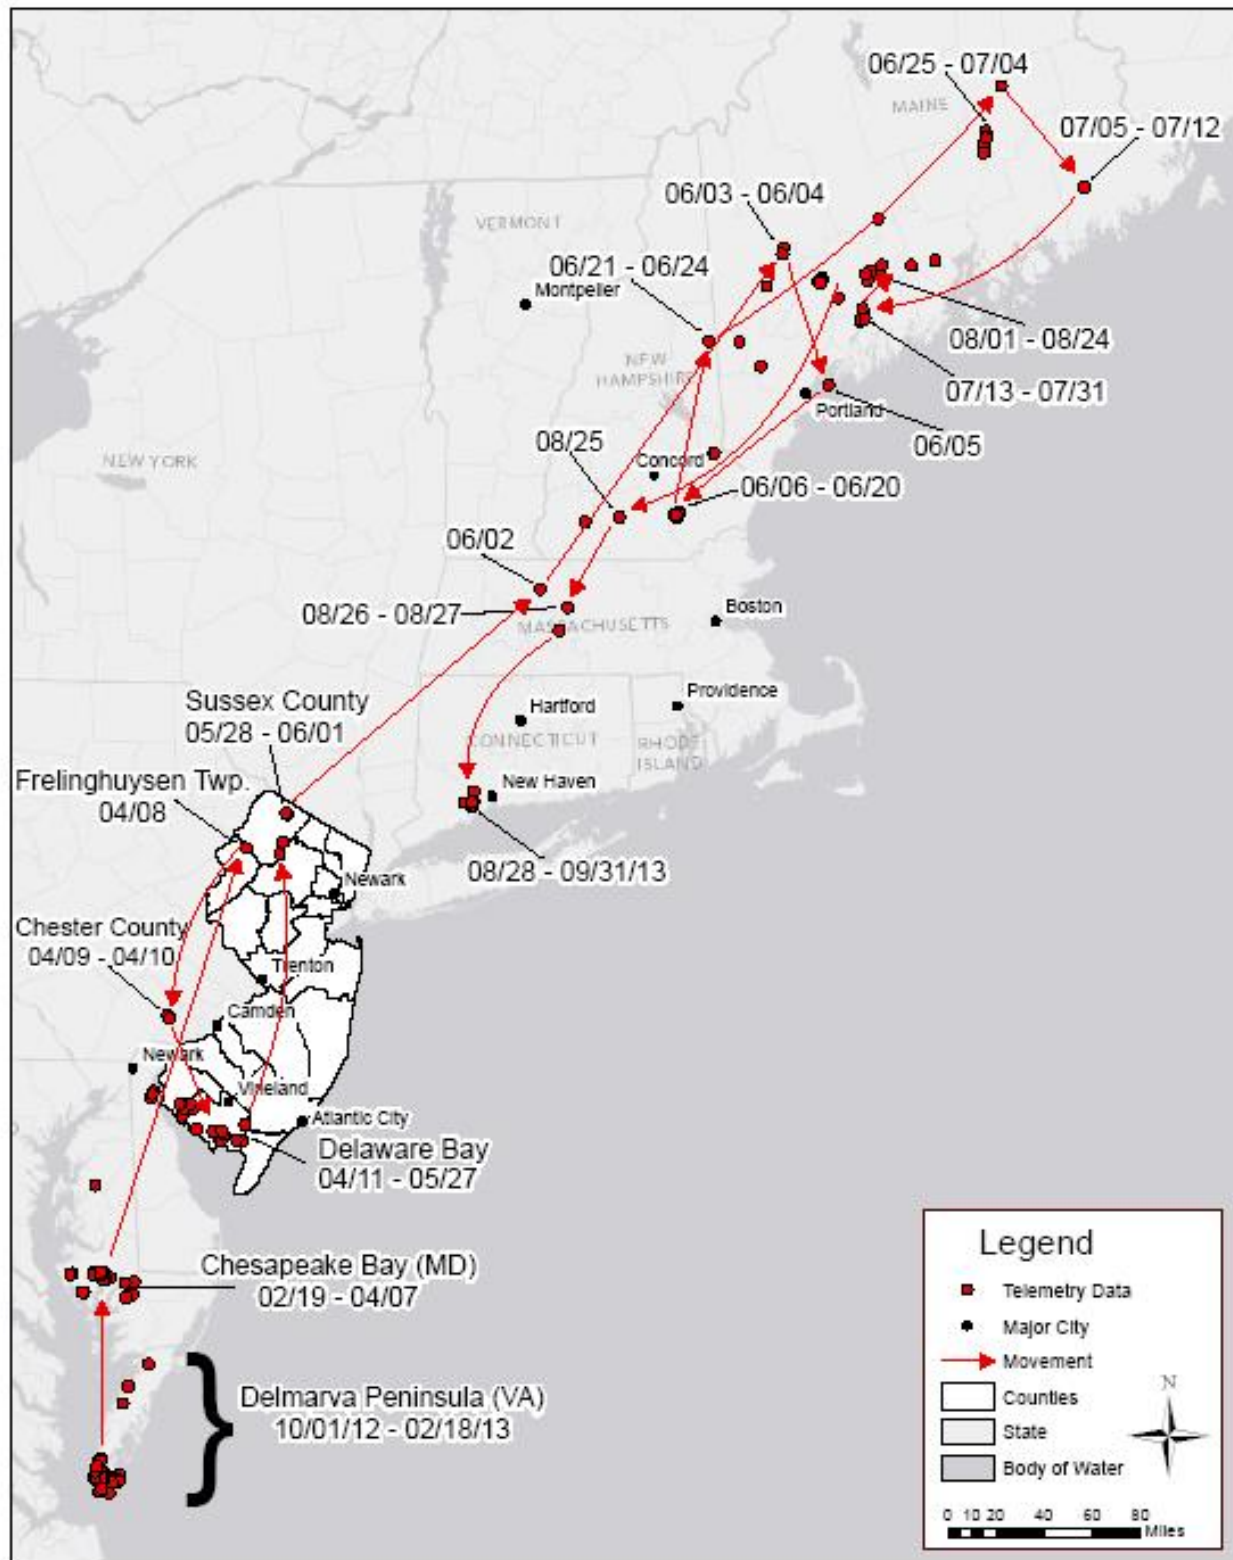 06/25 - 07/04
MAINE
07/05 - 07/12
06/03 - 06/04
VERMONT
06/21 - 06/24
Montpelier
08/01 - 08/24
NEW
HAMPSHIRE
07/13 - 07/31
Portland
06/05
08/25
NEW YORK
Concord
06/06 - 06/20
06/02
08/26 - 08/27
Boston
MASSACHUSETTS
Sussex County
05/28 - 06/01
Providence
Hartford
CONNECTICUT
RHODE
ISLAND
Frelinghuysen Twp.
04/08
New Haven
08/28 - 09/31/13
Newark
Chester County
04/09 - 04/10
Trenton
Camden
Newark
Vineland
Atlantic City
Delaware Bay
04/11 - 05/27
Chesapeake Bay (MD)
02/19 - 04/07
Delmarva Peninsula (VA)
10/01/12 - 02/18/13
Legend
Telemetry Data
Major City
Movement
Counties
State
Body of Water
N
0 10 20 40 60 80
Miles